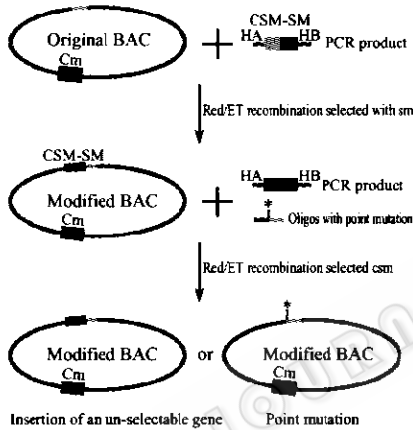 CSM-SM
HA HB
Original BAC
PCR product
Cm
Red/ET recombination selected with sm
CSM-SM
HA HB
Modified BAC
PCR product
*
Cm
Oligos with point mutation
Red/ET recombination selected csm
*
Modified BAC or Modified BAC
Cm Cm
Insertion of an un-selectable gene Point mutation